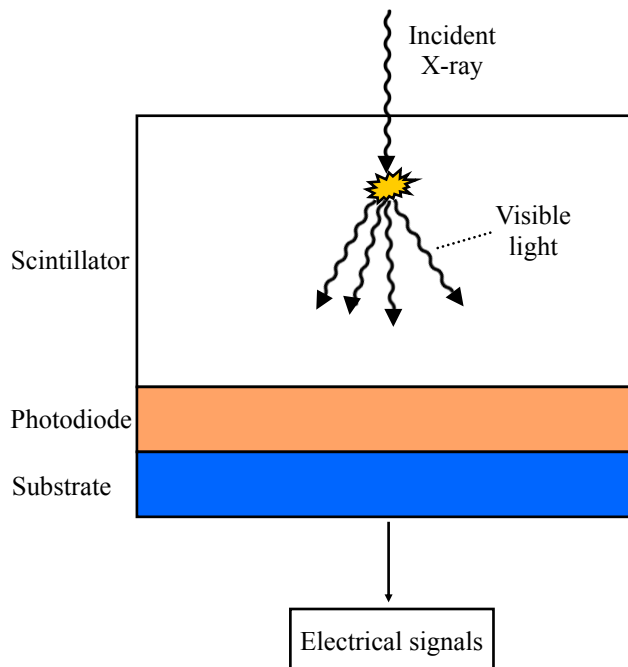 Incident
X-ray
Visible
light
Scintillator
Photodiode
Substrate
Electrical signals